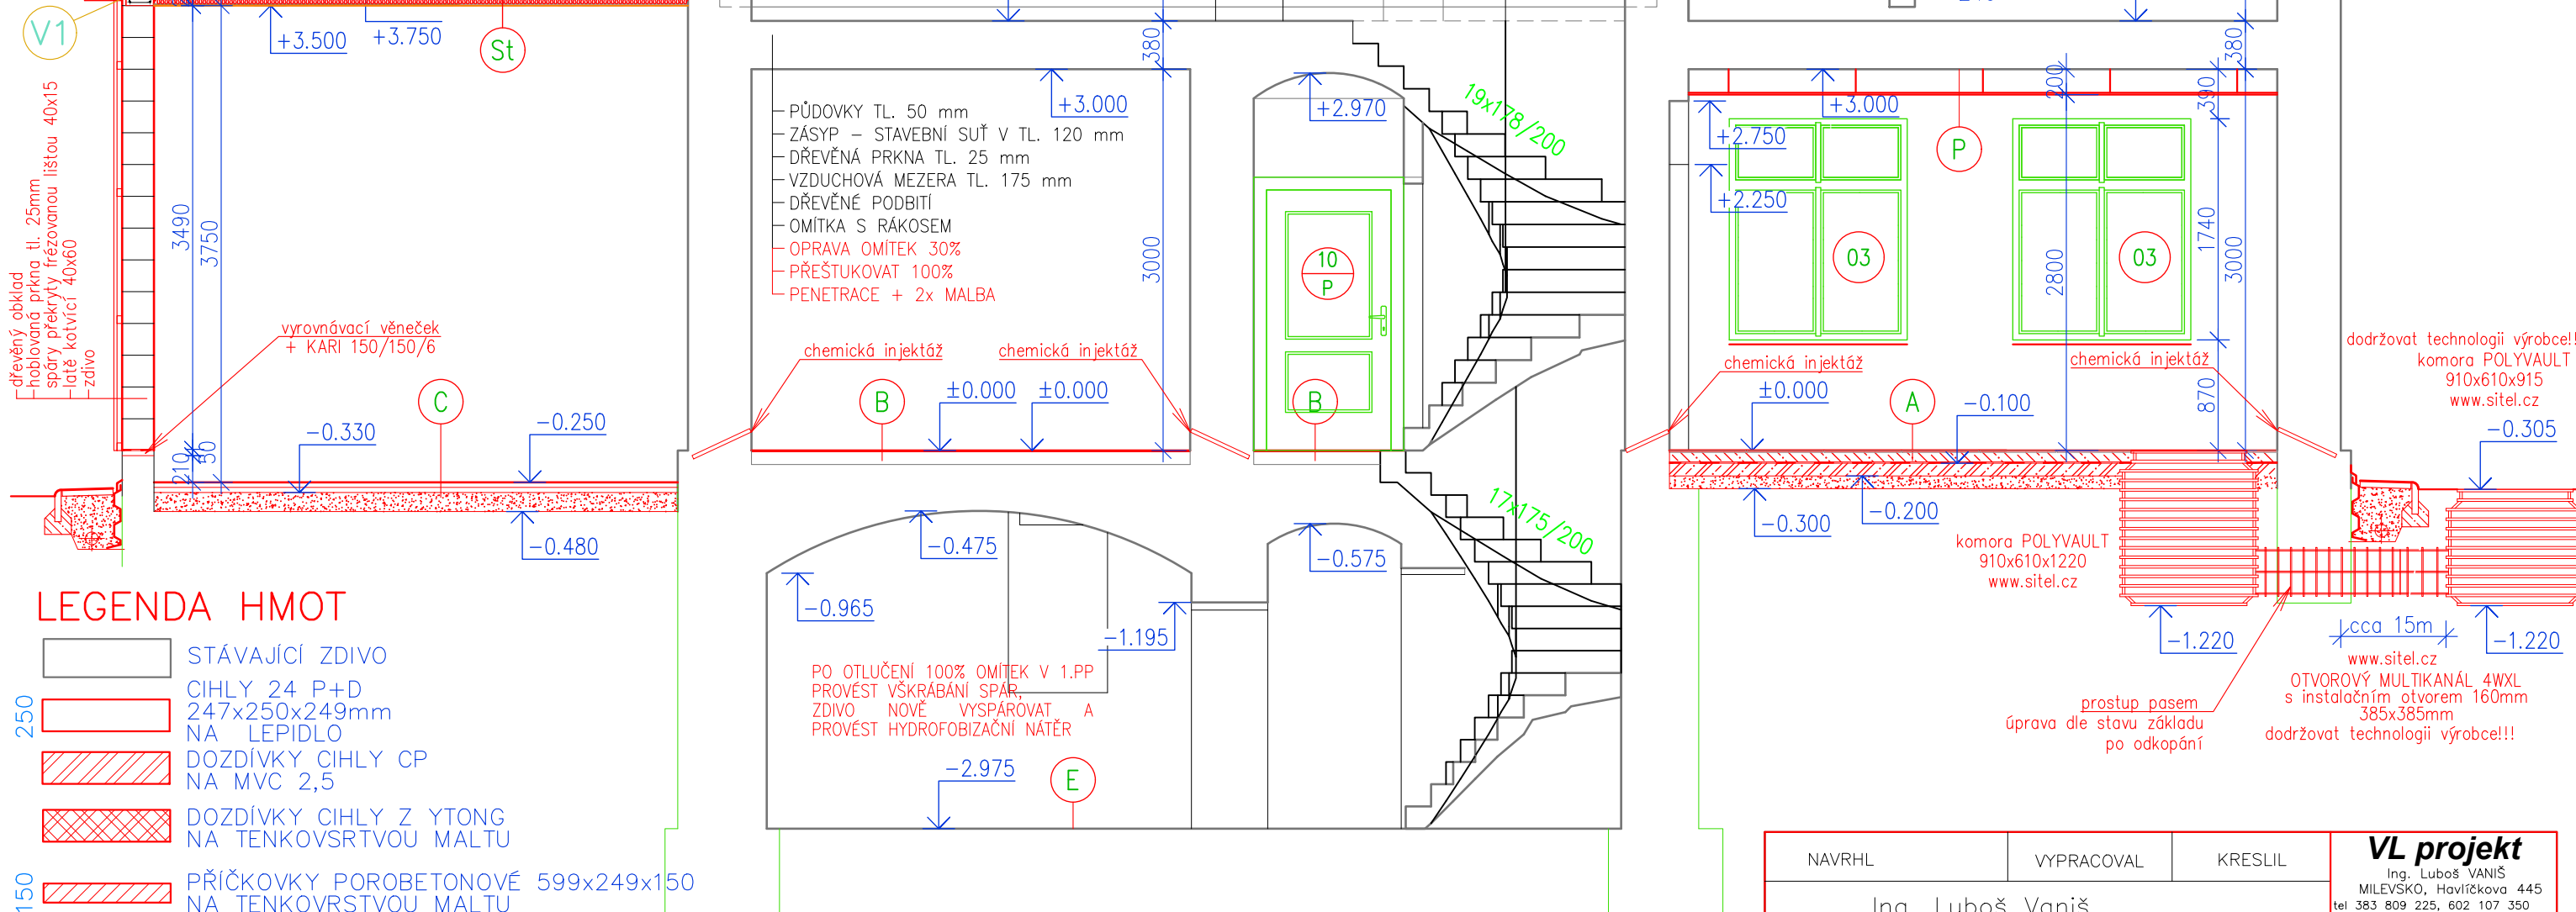 V1
+3.500
+3.750
St
3490
3750
210
50
dřevěný obklad
hoblovaná prkna tl. 25mm
spáry překryty frézovanou lištou 40x15
latě kotvící 40x60
zdivo
vyrovnávací věneček
+ KARI 150/150/6
C
-0.330
-0.250
-0.480
380
+3.000
PŮDOVKY TL. 50 mm
ZÁSYP – STAVEBNÍ SUŤ V TL. 120 mm
DŘEVĚNÁ PRKNA TL. 25 mm
VZDUCHOVÁ MEZERA TL. 175 mm
DŘEVĚNÉ PODBITÍ
OMÍTKA S RÁKOSEM
OPRAVA OMÍTEK 30%
PŘEŠTUKOVAT 100%
PENETRACE + 2x MALBA
3000
chemická injektáž
chemická injektáž
B
±0.000
±0.000
+2.970
10
P
B
19x178/200
17x175/200
-0.475
-0.575
-0.965
-1.195
PO OTLUČENÍ 100% OMÍTEK V 1.PP
PROVÉST VŠKRÁBÁNÍ SPÁR,
ZDIVO NOVĚ VYSPÁROVAT A
PROVÉST HYDROFOBIZAČNÍ NÁTĚR
-2.975
E
380
200
390
+3.000
+2.750
+2.250
P
03
03
2800
1740
3000
870
chemická injektáž
chemická injektáž
±0.000
A
-0.100
-0.300
-0.200
dodržovat technologii výrobce!!
komora POLYVAULT
910x610x915
www.sitel.cz
-0.305
komora POLYVAULT
910x610x1220
www.sitel.cz
-1.220
cca 15m
-1.220
www.sitel.cz
OTVOROVÝ MULTIKANÁL 4WXL
s instalačním otvorem 160mm
385x385mm
dodržovat technologii výrobce!!!
prostup pasem
úprava dle stavu základu
po odkopání
LEGENDA HMOT
STÁVAJÍCÍ ZDIVO
250
CIHLY 24 P+D
247x250x249mm
NA LEPIDLO
DOZDÍVKY CIHLY CP
NA MVC 2,5
DOZDÍVKY CIHLY Z YTONG
NA TENKOVSRTVOU MALTU
150
PŘÍČKOVKY POROBETONOVÉ 599x249x150
NA TENKOVRSTVOU MALTU
NAVRHL
VYPRACOVAL
KRESLIL
Ing. Luboš Vaniš
VL projekt
Ing. Luboš VANIŠ
MILEVSKO, Havlíčkova 445
tel 383 809 225, 602 107 350